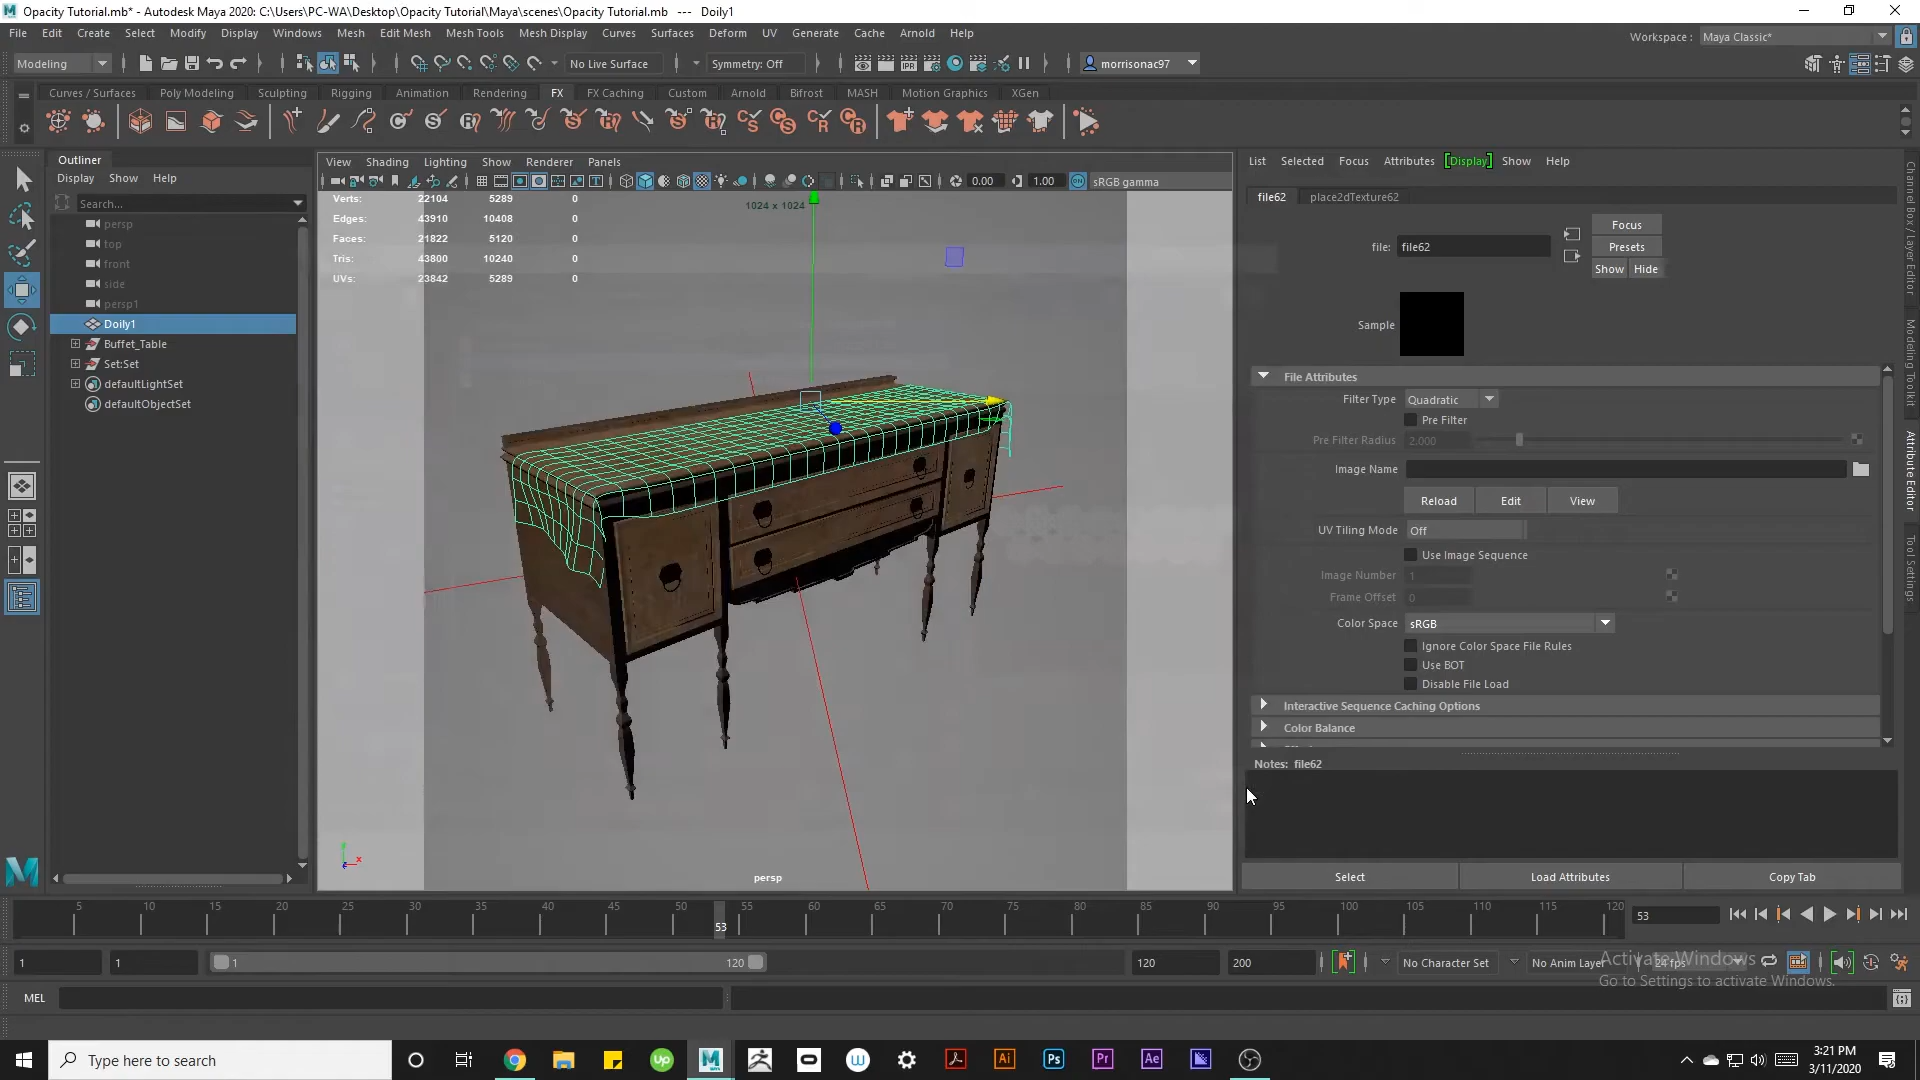 Opacity Tutorial.mb* - Autodesk Maya 2020: C:\Users\PC-WA\Desktop\Opacity Tutorial\Maya\scenes\Opacity Tutorial.mb --- Doily1
File Edit Create Select Modify Display Windows Mesh Edit Mesh Mesh Tools Mesh Display Curves Surfaces Deform UV Generate Cache Arnold Help
Workspace : Maya Classic*
Modeling No Live Surface Symmetry: Off morrisonac97
Curves / Surfaces Poly Modeling Sculpting Rigging Animation Rendering FX FX Caching Custom Arnold Bifrost MASH Motion Graphics XGen
Outliner
Display Show Help
Search...
persp
top
front
side
persp1
Doily1
Buffet_Table
Set:Set
defaultLightSet
defaultObjectSet
View Shading Lighting Show Renderer Panels
0.00 1.00 sRGB gamma
Verts: 22104 5289 0
Edges: 43910 10408 0
Faces: 21822 5120 0
Tris: 43800 10240 0
UVs: 23842 5289 0
1024 x 1024
persp
List Selected Focus Attributes [Display] Show Help
file62 place2dTexture62
file: file62
Focus
Presets
Show Hide
Sample
File Attributes
Filter Type Quadratic
Pre Filter
Pre Filter Radius 2.000
Image Name
Reload Edit View
UV Tiling Mode Off
Use Image Sequence
Image Number 1
Frame Offset 0
Color Space sRGB
Ignore Color Space File Rules
Use BOT
Disable File Load
Interactive Sequence Caching Options
Color Balance
Notes: file62
Select Load Attributes Copy Tab
Channel Box / Layer Editor
Modeling Toolkit
Attribute Editor
Tool Settings
5 10 15 20 25 30 35 40 45 50 55 60 65 70 75 80 85 90 95 100 105 110 115 120
53
53
1 1 1 120 120 200 No Character Set No Anim Layer 24 fps
Activate Windows
Go to Settings to activate Windows.
MEL
Type here to search
3:21 PM
3/11/2020